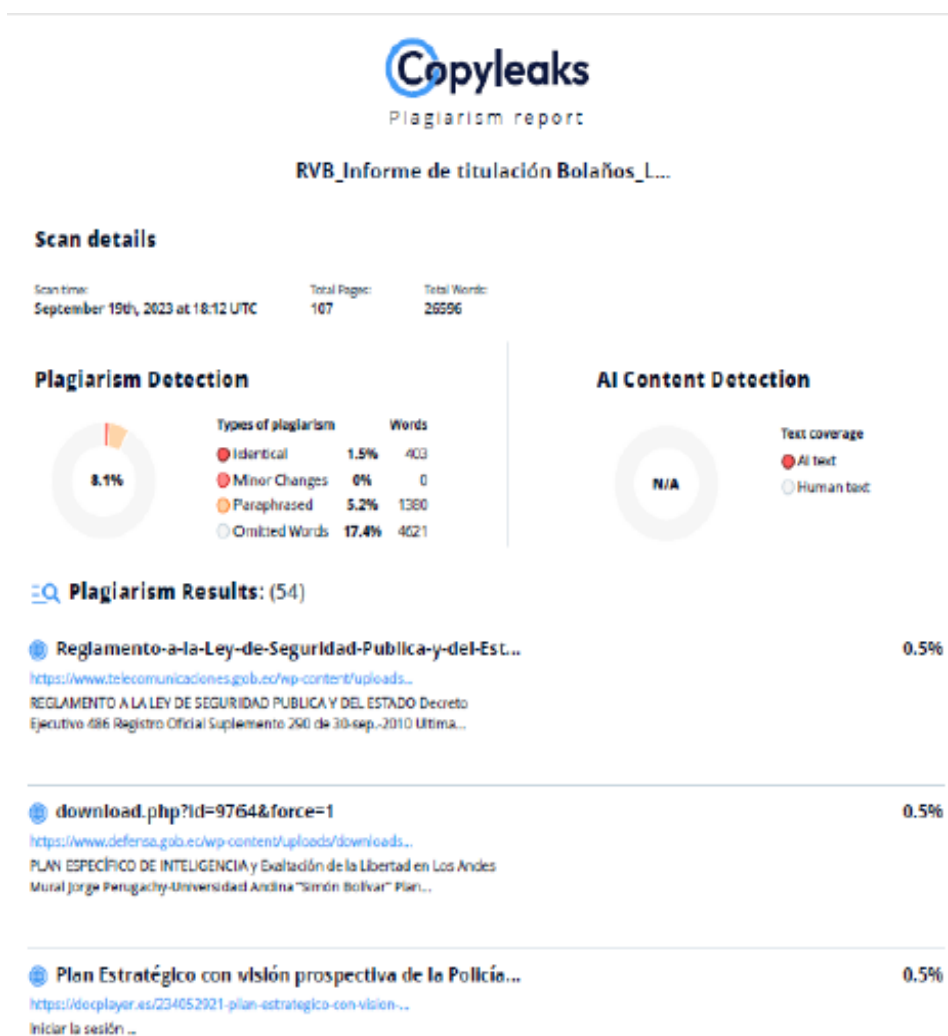 Copyleaks
Plagiarism report
RVB_Informe de titulación Bolaños_L...
Scan details
Scan time: Total Pages: Total Words:
September 19th, 2023 at 18:12 UTC 107 26596
Plagiarism Detection AI Content Detection
Types of plagiarism Words
Identical 1.5% 403
Minor Changes 0% 0
Paraphrased 5.2% 1380
Omitted Words 17.4% 4621
8.1%
Text coverage
AI text
Human text
N/A
Plagiarism Results: (54)
Reglamento-a-la-Ley-de-Seguridad-Publica-y-del-Est... 0.5%
https://www.telecomunicaciones.gob.ec/wp-content/uploads...
REGLAMENTO A LA LEY DE SEGURIDAD PUBLICA Y DEL ESTADO Decreto
Ejecutivo 486 Registro Oficial Suplemento 290 de 30-sep.-2010 Ultima...
download.php?id=9764&force=1 0.5%
https://www.defensa.gob.ec/wp-content/uploads/downloads...
PLAN ESPECÍFICO DE INTELIGENCIA y Exaltación de la Libertad en Los Andes
Mural Jorge Perugachy-Universidad Andina "Simón Bolívar" Plan...
Plan Estratégico con visión prospectiva de la Policía... 0.5%
https://docplayer.es/234052921-plan-estrategico-con-vision-...
Iniciar la sesión ...